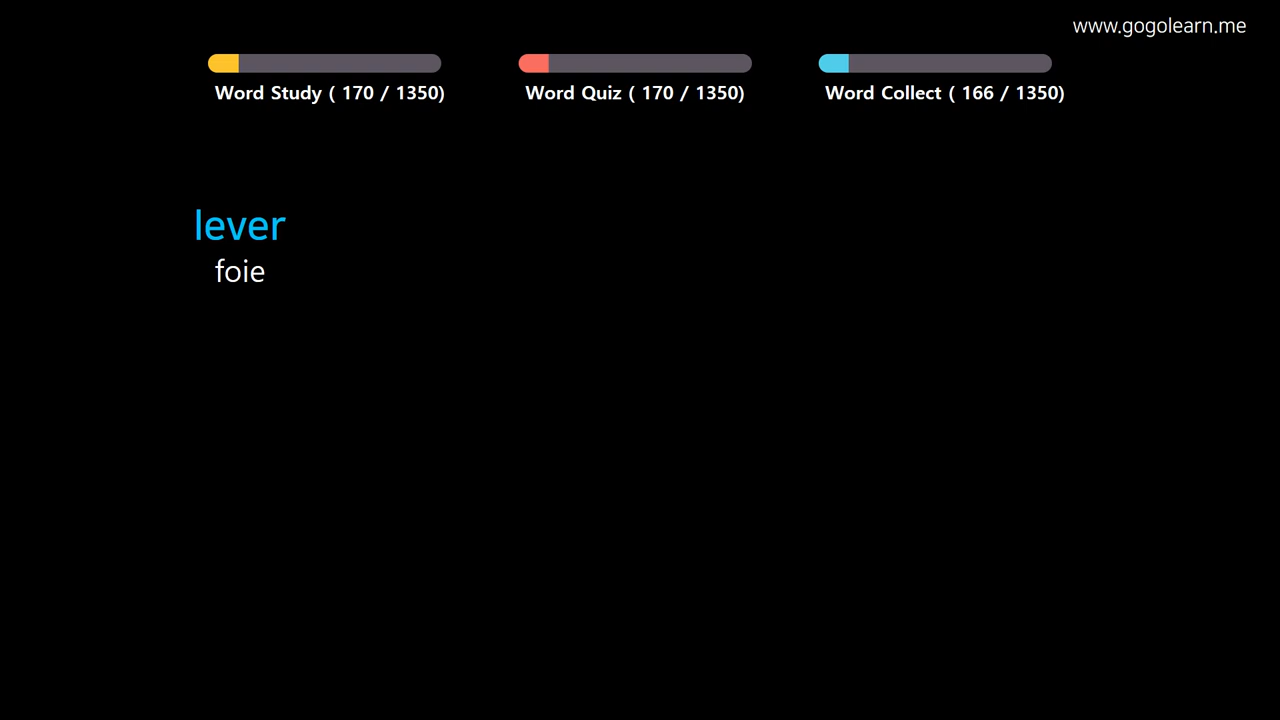 www.gogolearn.me
Word Study ( 170 / 1350)
Word Quiz ( 170 / 1350)
Word Collect ( 166 / 1350)
lever
foie